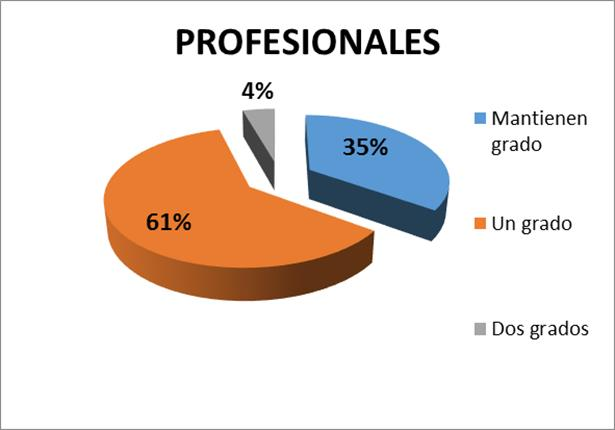 PROFESIONALES
4%
35%
61%
Mantienen
grado
Un grado
Dos grados